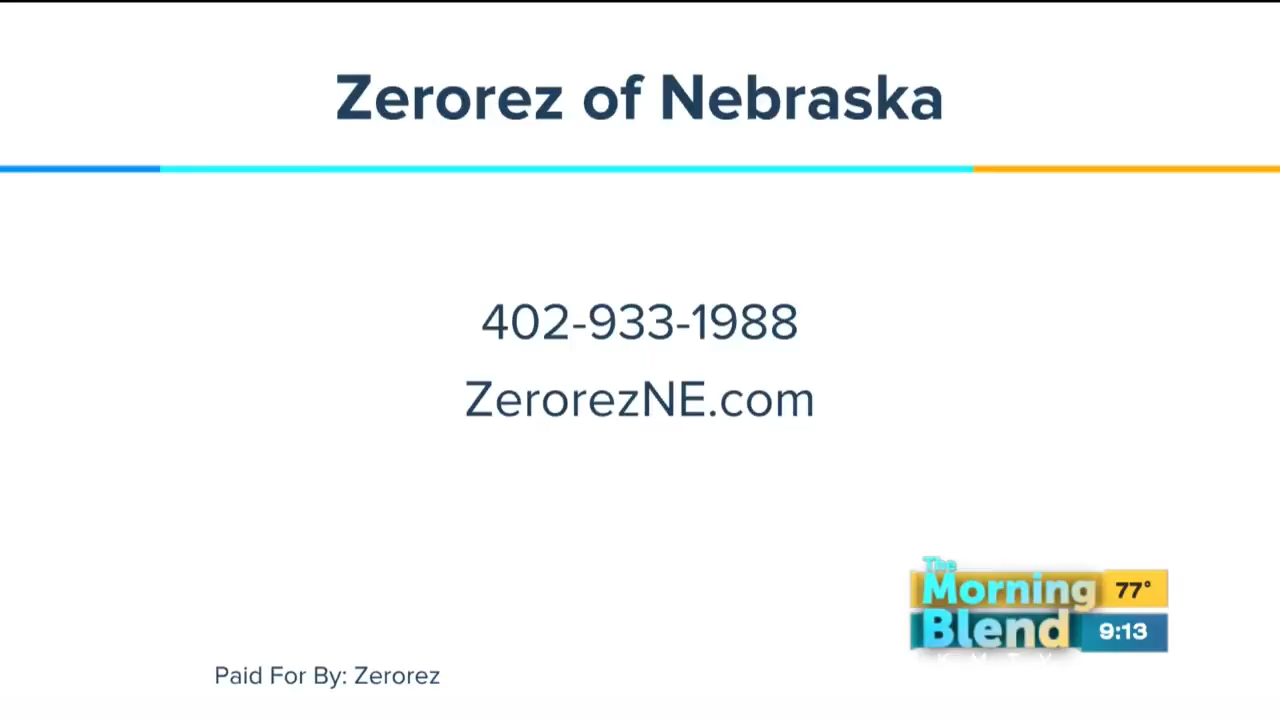 Zerorez of Nebraska
402-933-1988
ZerorezNE.com
The
Morning
77°
Blend
9:13
Paid For By: Zerorez